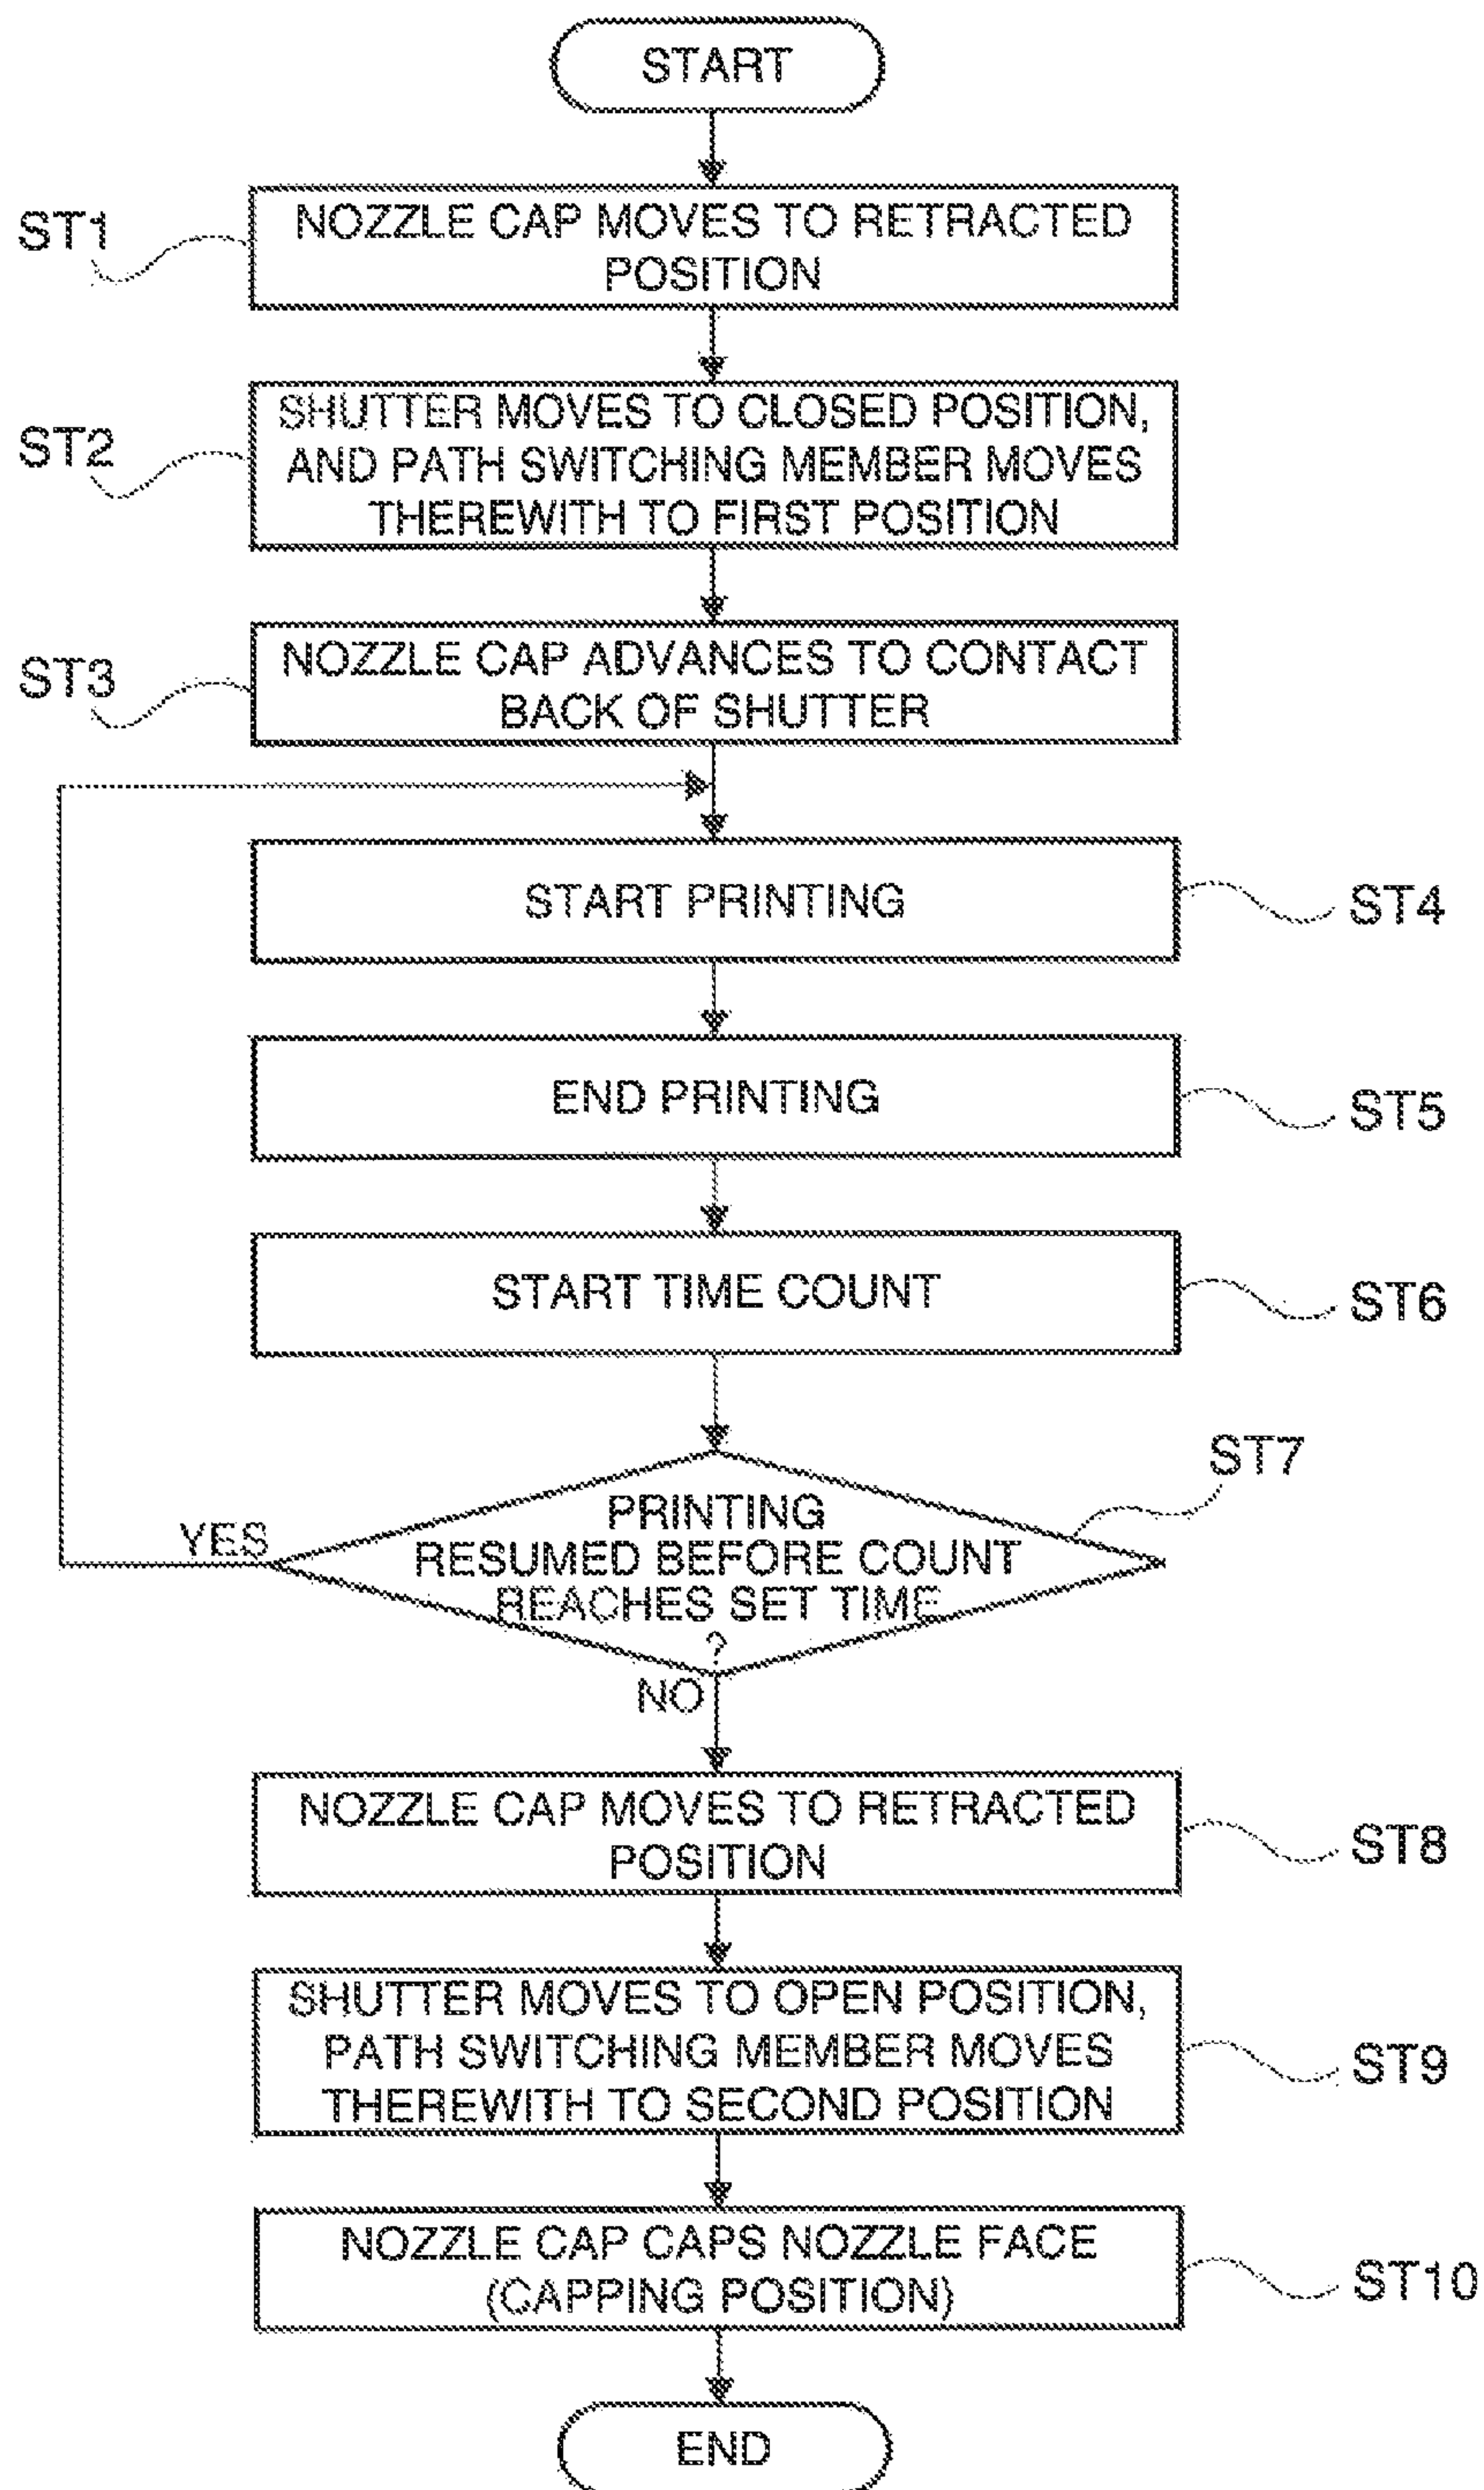 START
ST1
NOZZLE CAP MOVES TO RETRACTED
POSITION
ST2
SHUTTER MOVES TO CLOSED POSITION,
AND PATH SWITCHING MEMBER MOVES
THEREWITH TO FIRST POSITION
ST3
NOZZLE CAP ADVANCES TO CONTACT
BACK OF SHUTTER
START PRINTING
ST4
END PRINTING
ST5
START TIME COUNT
ST6
ST7
PRINTING
RESUMED BEFORE COUNT
REACHES SET TIME
?
YES
NO
NOZZLE CAP MOVES TO RETRACTED
POSITION
ST8
SHUTTER MOVES TO OPEN POSITION,
PATH SWITCHING MEMBER MOVES
THEREWITH TO SECOND POSITION
ST9
NOZZLE CAP CAPS NOZZLE FACE
(CAPPING POSITION)
ST10
END